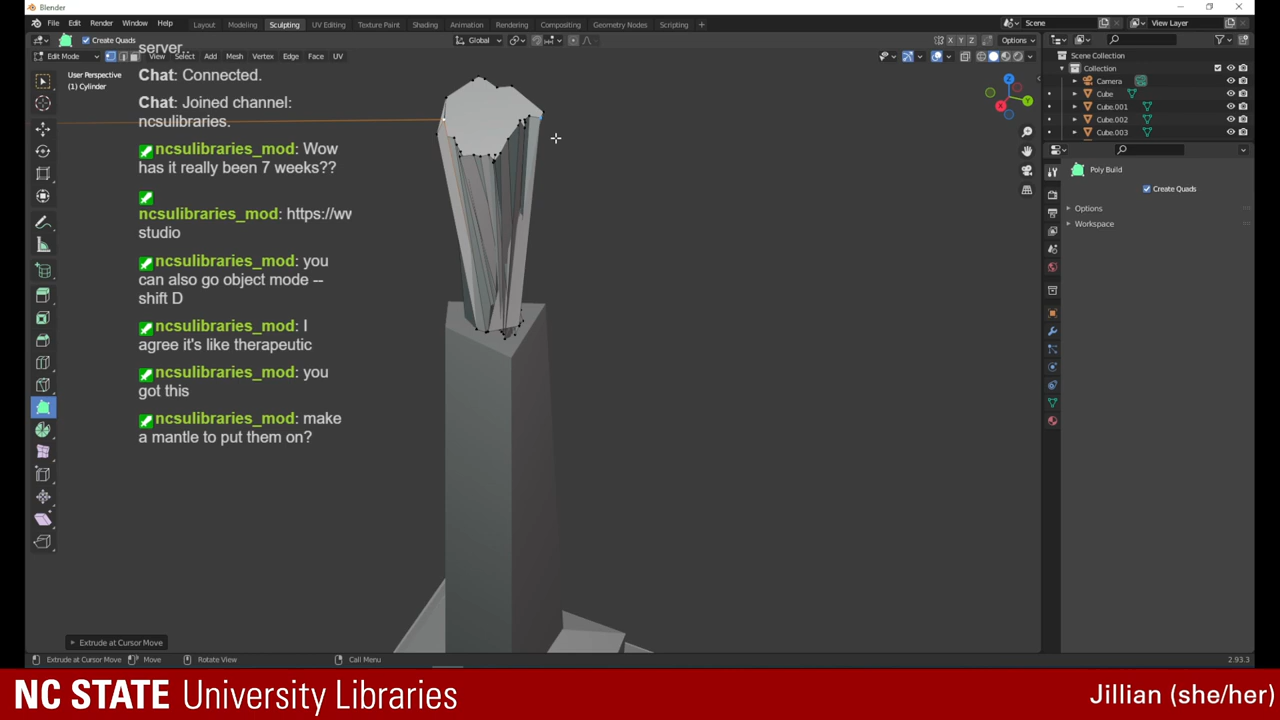 Blender
File Edit Render Window Help
Layout Modeling Sculpting UV Editing Texture Paint Shading Animation Rendering Compositing Geometry Nodes Scripting +
Scene
View Layer
Create Quads
Global
Options
Edit Mode
View Select Add Mesh Vertex Edge Face UV
User Perspective
(1) Cylinder
Z
Y
X
X Y Z
Scene Collection
Collection
Camera
Cube
Cube.001
Cube.002
Cube.003
Poly Build
Create Quads
Options
Workspace
server..
Chat: Connected.
Chat: Joined channel:
ncsulibraries.
ncsulibraries_mod: Wow
has it really been 7 weeks??
ncsulibraries_mod: https://ww
studio
ncsulibraries_mod: you
can also go object mode --
shift D
ncsulibraries_mod: I
agree it's like therapeutic
ncsulibraries_mod: you
got this
ncsulibraries_mod: make
a mantle to put them on?
Extrude at Cursor Move
Extrude at Cursor Move Move Rotate View Call Menu
2.93.3
NC STATE University Libraries
Jillian (she/her)